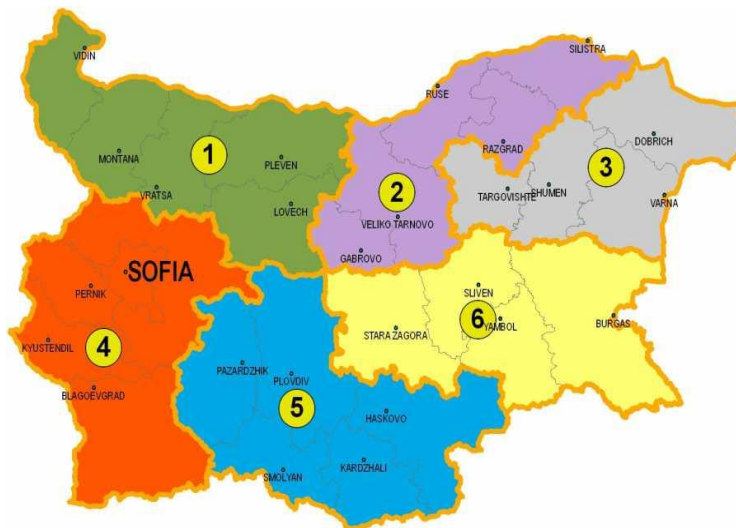 VIDIN
SILISTRA
RUSE
DOBRICH
MONTANA
1
PLEVEN
RAZGRAD
3
VRATSA
LOVECH
2
TARGOVISHTE
SHUMEN
VARNA
VELIKO TARNOVO
GABROVO
SOFIA
PERNIK
SLIVEN
KYUSTENDIL
4
STARA ZAGORA
6
YAMBOL
BURGAS
PAZARDZHIK
PLOVDIV
BLAGOEVGRAD
5
HASKOVO
SMOLYAN
KARDZHALI